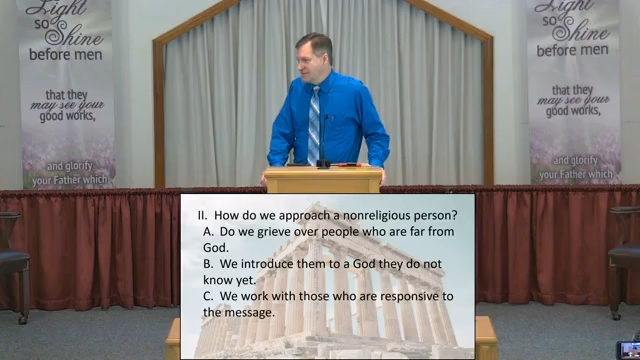 Light
so
Shine
before men
that they
may see your
good works,
and glorify
your Father which
II. How do we approach a nonreligious person?
A. Do we grieve over people who are far from
God.
B. We introduce them to a God they do not
know yet.
C. We work with those who are responsive to
the message.
Light
so
Shine
before men
that they
may see your
good works,
and glorify
your Father which